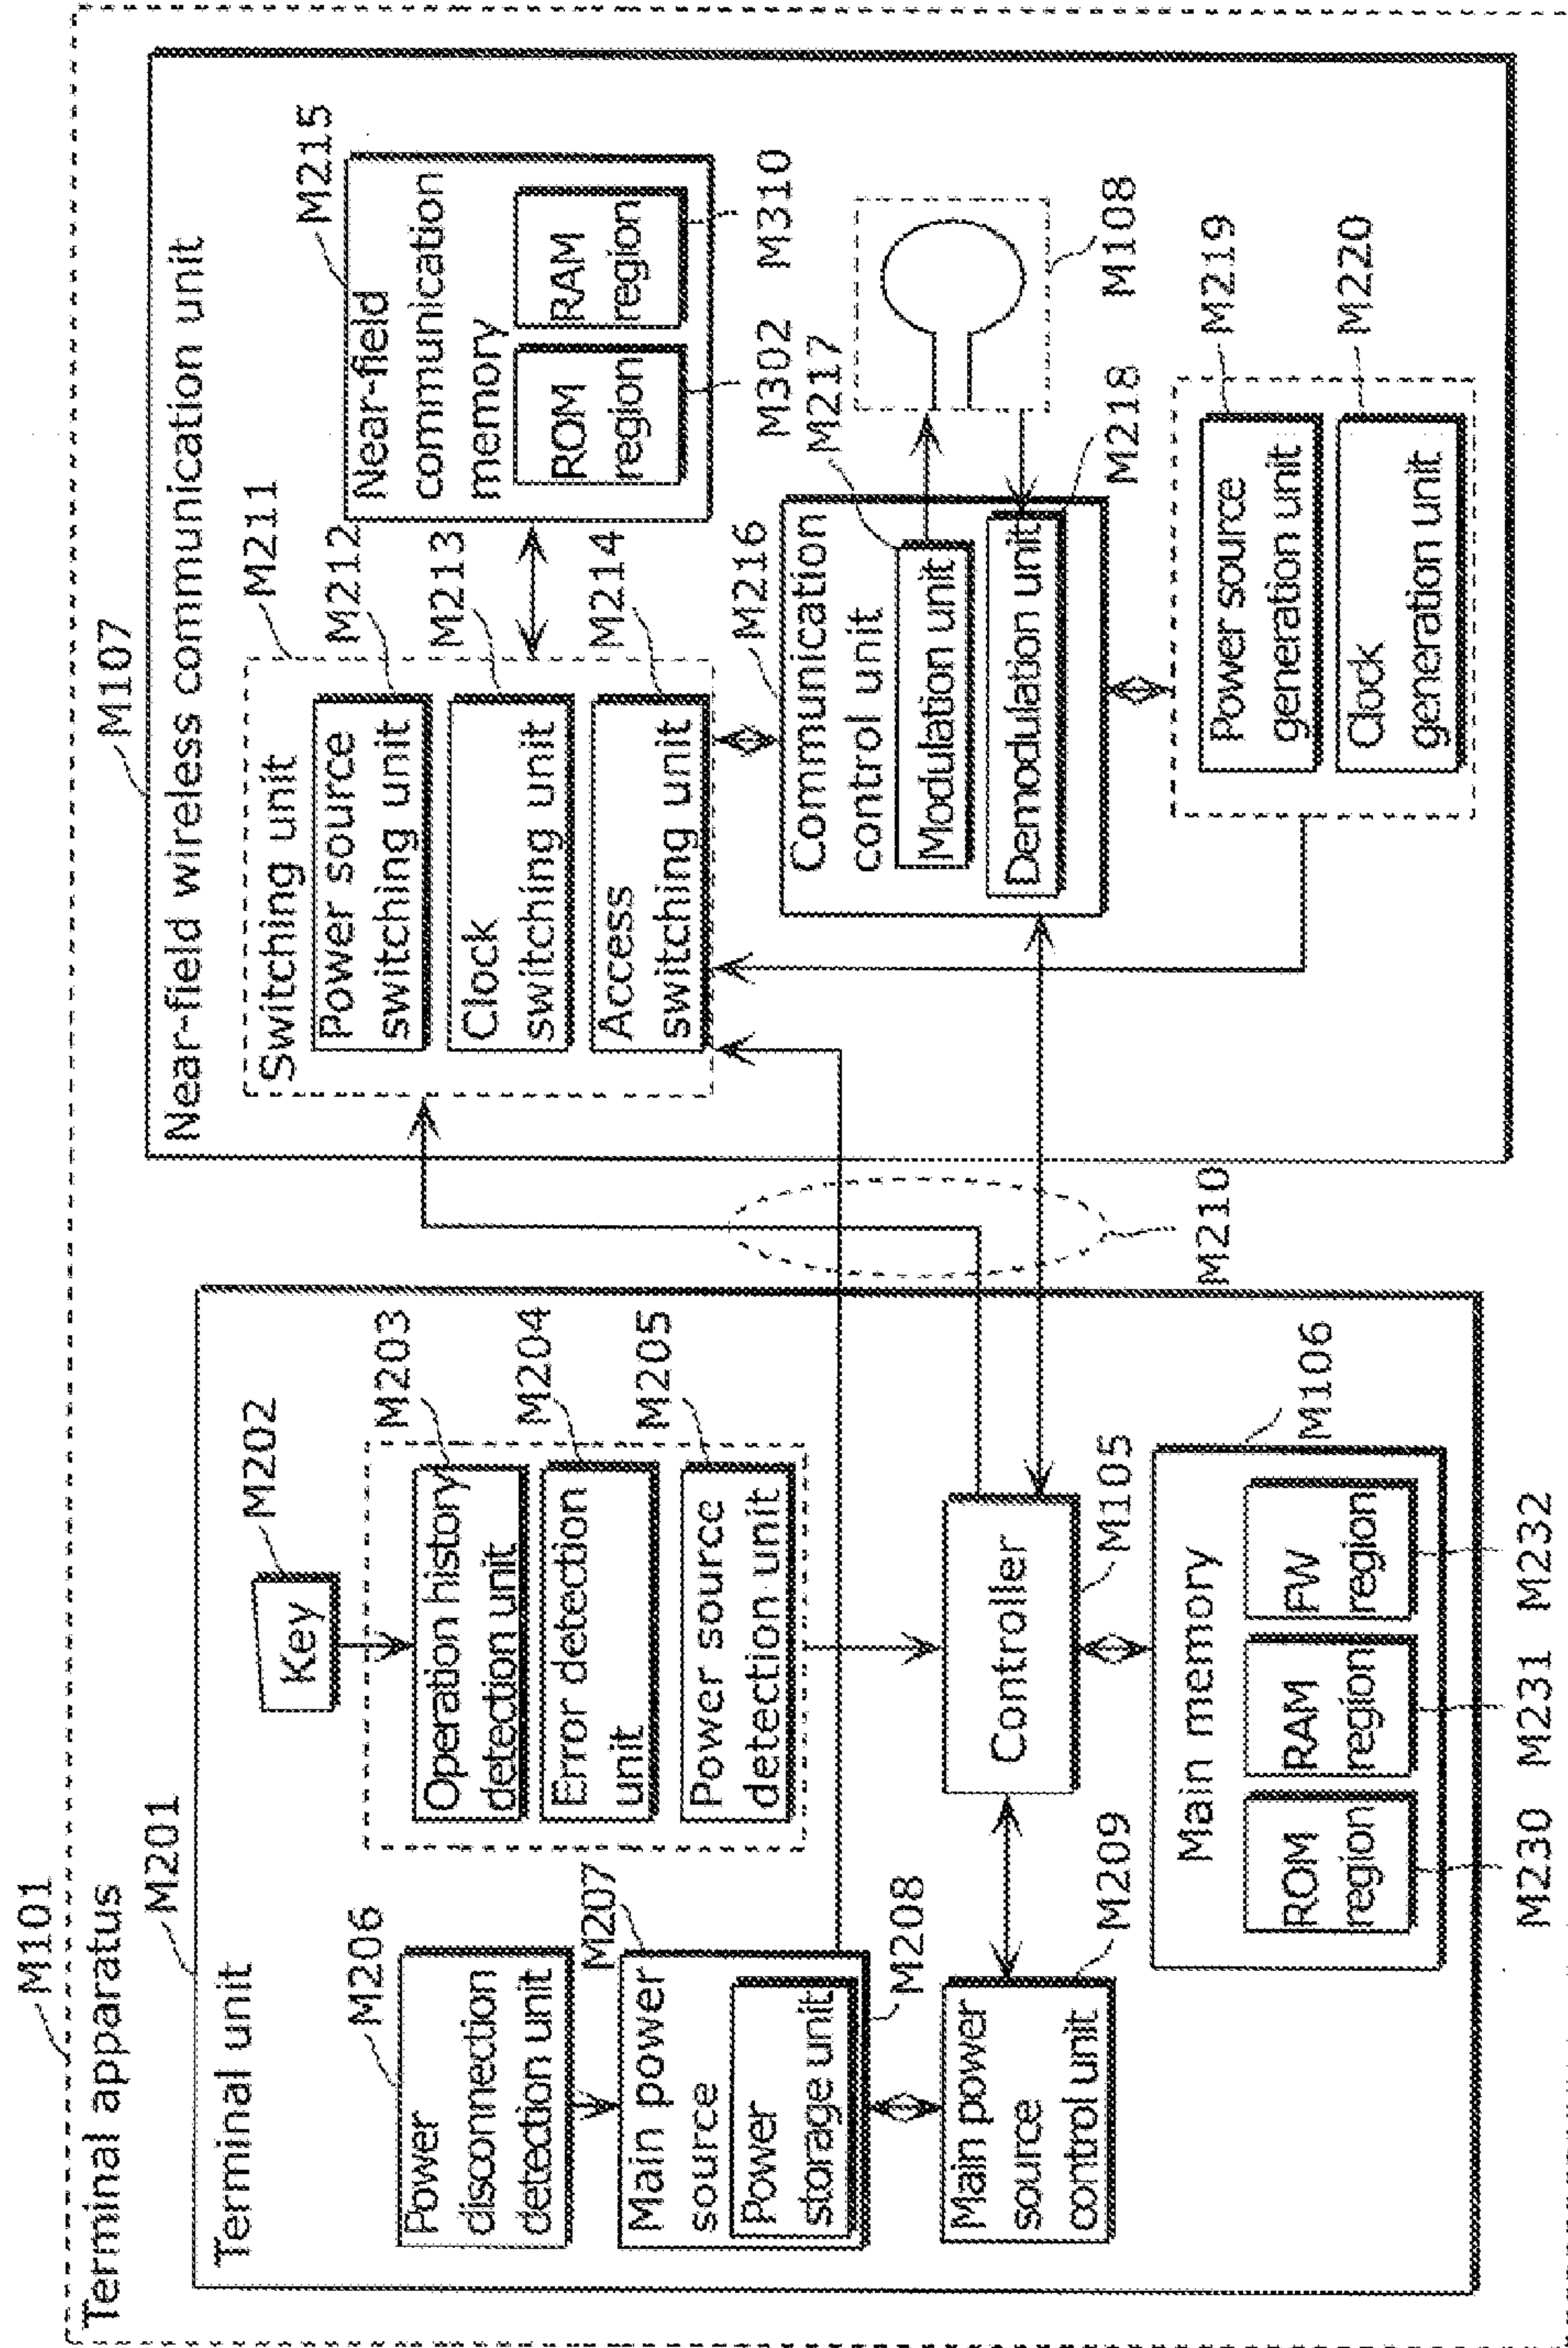 M101
Terminal apparatus
M201
Terminal unit
M202
Key
M203
Operation history
detection unit
M204
Error detection
unit
M205
Power source
detection unit
M206
Power
disconnection
detection unit
M207
Main power
source
Power
storage unit
M208
Main power
source
control unit
M209
Controller
M105
M106
Main memory
ROM
region
RAM
region
FW
region
M230
M231
M232
M210
M107
Near-field wireless communication unit
M211
Switching unit
M212
Power source
switching unit
M213
Clock
switching unit
M214
Access
switching unit
M215
Near-field
communication
memory
ROM
region
RAM
region
M302
M310
M216
Communication
control unit
M217
Modulation unit
Demodulation unit
M218
M108
M219
Power source
generation unit
M220
Clock
generation unit